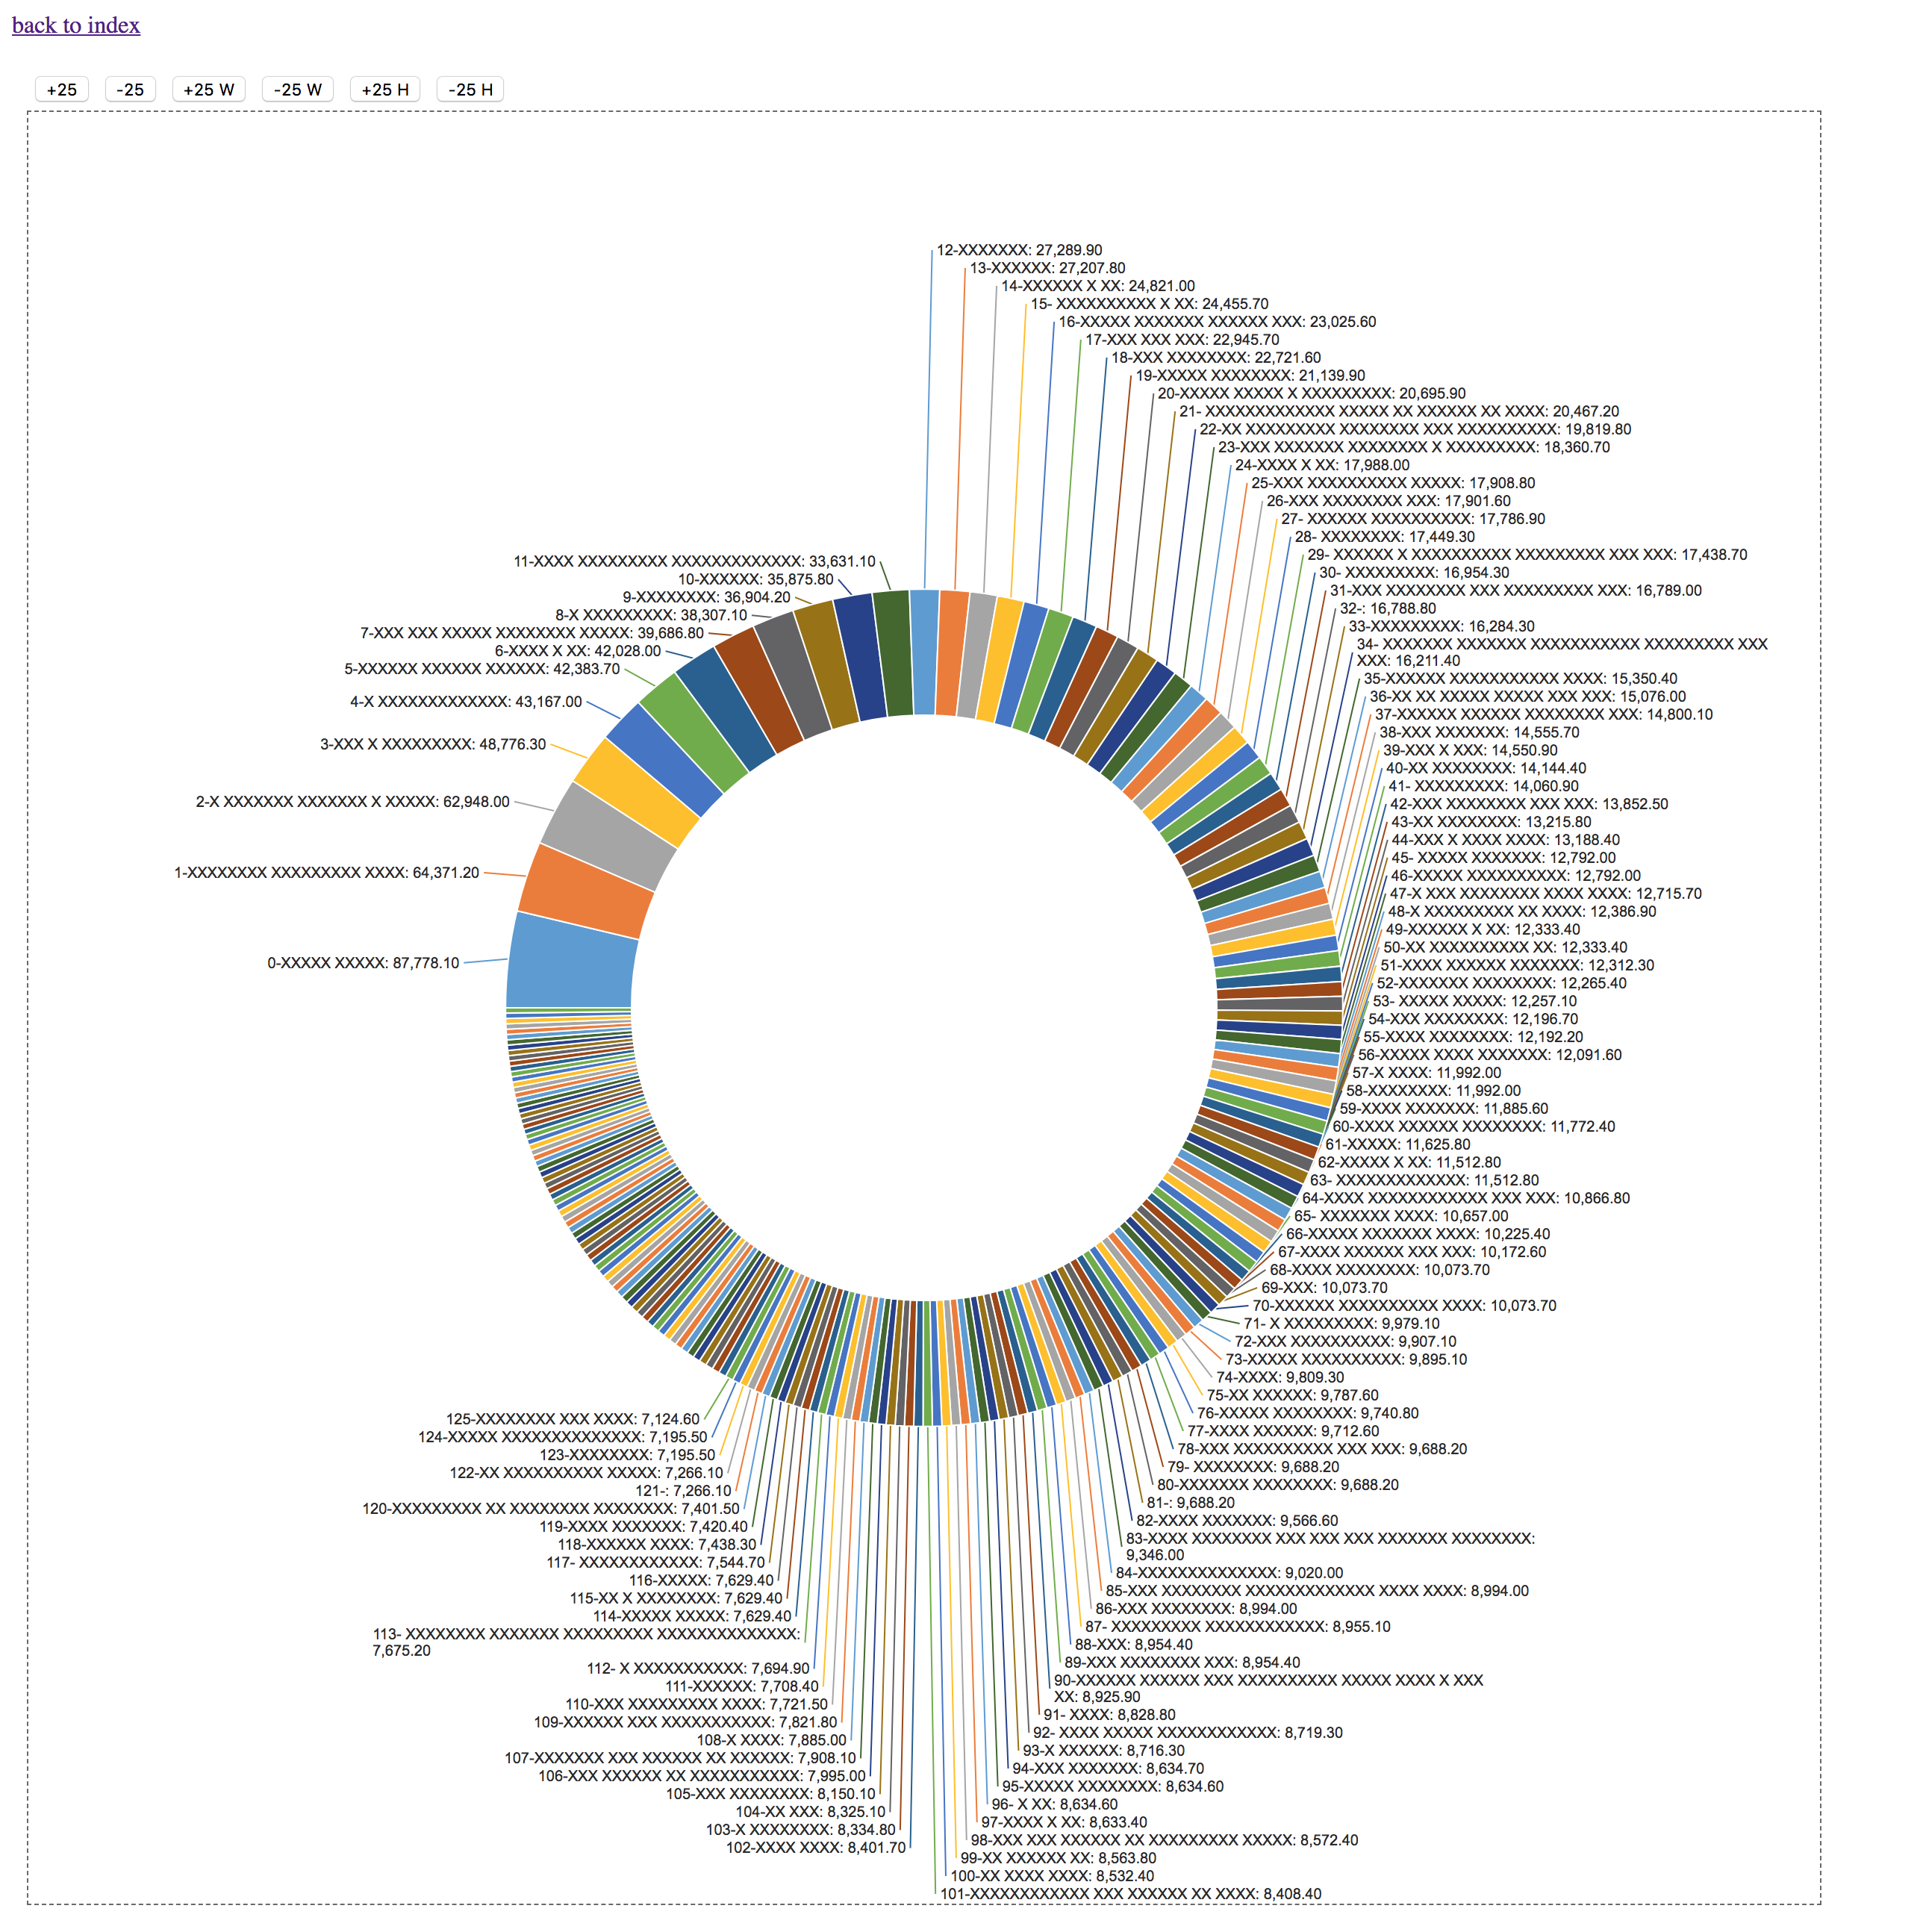 back to index
+25
-25
+25 W
-25 W
+25 H
-25 H
12-XXXXXXX: 27,289.90
13-XXXXXX: 27,207.80
14-XXXXXX X XX: 24,821.00
15- XXXXXXXXXX X XX: 24,455.70
16-XXXXX XXXXXXX XXXXXX XXX: 23,025.60
17-XXX XXX XXX: 22,945.70
18-XXX XXXXXXXX: 22,721.60
19-XXXXX XXXXXXXX: 21,139.90
20-XXXXX XXXXX X XXXXXXXXX: 20,695.90
21- XXXXXXXXXXXXX XXXXX XX XXXXXX XX XXXX: 20,467.20
22-XX XXXXXXXXX XXXXXXXX XXX XXXXXXXXXX: 19,819.80
23-XXX XXXXXXX XXXXXXXX X XXXXXXXXX: 18,360.70
24-XXXX X XX: 17,988.00
25-XXX XXXXXXXXXX XXXXX: 17,908.80
26-XXX XXXXXXXX XXX: 17,901.60
27- XXXXXX XXXXXXXXXX: 17,786.90
28- XXXXXXXX: 17,449.30
29- XXXXXX X XXXXXXXXXX XXXXXXXXX XXX XXX: 17,438.70
30- XXXXXXXXX: 16,954.30
31-XXX XXXXXXXX XXX XXXXXXXXX XXX: 16,789.00
32-: 16,788.80
33-XXXXXXXXX: 16,284.30
34- XXXXXXX XXXXXXX XXXXXXXXXXX XXXXXXXXX XXX
XXX: 16,211.40
35-XXXXXX XXXXXXXXXXX XXXX: 15,350.40
36-XX XX XXXXX XXXXX XXX XXX: 15,076.00
37-XXXXXX XXXXXX XXXXXXXX XXX: 14,800.10
38-XXX XXXXXXX: 14,555.70
39-XXX X XXX: 14,550.90
40-XX XXXXXXXX: 14,144.40
41- XXXXXXXXX: 14,060.90
42-XXX XXXXXXXX XXX XXX: 13,852.50
43-XX XXXXXXXX: 13,215.80
44-XXX X XXXX XXXX: 13,188.40
45- XXXXX XXXXXXX: 12,792.00
46-XXXXX XXXXXXXXXX: 12,792.00
47-X XXX XXXXXXXX XXXX XXXX: 12,715.70
48-X XXXXXXXXX XX XXXX: 12,386.90
49-XXXXXX X XX: 12,333.40
50-XX XXXXXXXXXX XX: 12,333.40
51-XXXX XXXXXX XXXXXXX: 12,312.30
52-XXXXXXX XXXXXXXX: 12,265.40
53- XXXXX XXXXX: 12,257.10
54-XXX XXXXXXXX: 12,196.70
55-XXXX XXXXXXXX: 12,192.20
56-XXXXX XXXX XXXXXXX: 12,091.60
57-X XXXX: 11,992.00
58-XXXXXXXX: 11,992.00
59-XXXX XXXXXXX: 11,885.60
60-XXXX XXXXXX XXXXXXXX: 11,772.40
61-XXXXX: 11,625.80
62-XXXXX X XX: 11,512.80
63- XXXXXXXXXXXXX: 11,512.80
64-XXXX XXXXXXXXXXXX XXX XXX: 10,866.80
65- XXXXXXX XXXX: 10,657.00
66-XXXXX XXXXXXX XXXX: 10,225.40
67-XXXX XXXXXX XXX XXX: 10,172.60
68-XXXX XXXXXXXX: 10,073.70
69-XXX: 10,073.70
70-XXXXXX XXXXXXXXXX XXXX: 10,073.70
71- X XXXXXXXXX: 9,979.10
72-XXX XXXXXXXXXX: 9,907.10
73-XXXXX XXXXXXXXXX: 9,895.10
74-XXXX: 9,809.30
75-XX XXXXXX: 9,787.60
76-XXXXX XXXXXXXX: 9,740.80
77-XXXX XXXXXX: 9,712.60
78-XXX XXXXXXXXXX XXX XXX: 9,688.20
79- XXXXXXXX: 9,688.20
80-XXXXXXX XXXXXXXX: 9,688.20
81-: 9,688.20
82-XXXX XXXXXXX: 9,566.60
83-XXXX XXXXXXXX XXX XXX XXX XXXXXXX XXXXXXXX:
9,346.00
84-XXXXXXXXXXXXXX: 9,020.00
85-XXX XXXXXXXX XXXXXXXXXXXXX XXXX XXXX: 8,994.00
86-XXX XXXXXXXX: 8,994.00
87- XXXXXXXXX XXXXXXXXXXXX: 8,955.10
88-XXX: 8,954.40
89-XXX XXXXXXXX XXX: 8,954.40
90-XXXXXX XXXXXX XXX XXXXXXXXXX XXXXX XXXX X XXX
XX: 8,925.90
91- XXXX: 8,828.80
92- XXXX XXXXX XXXXXXXXXXXX: 8,719.30
93-X XXXXXX: 8,716.30
94-XXX XXXXXXX: 8,634.70
95-XXXXX XXXXXXXX: 8,634.60
96- X XX: 8,634.60
97-XXXX X XX: 8,633.40
98-XXX XXX XXXXXX XX XXXXXXXXX XXXXX: 8,572.40
99-XX XXXXXX XX: 8,563.80
100-XX XXXX XXXX: 8,532.40
101-XXXXXXXXXXXX XXX XXXXXX XX XXXX: 8,408.40
11-XXXX XXXXXXXXX XXXXXXXXXXXXX: 33,631.10
10-XXXXXX: 35,875.80
9-XXXXXXXX: 36,904.20
8-X XXXXXXXXX: 38,307.10
7-XXX XXX XXXXX XXXXXXXX XXXXX: 39,686.80
6-XXXX X XX: 42,028.00
5-XXXXXX XXXXXX XXXXXX: 42,383.70
4-X XXXXXXXXXXXXX: 43,167.00
3-XXX X XXXXXXXXX: 48,776.30
2-X XXXXXXX XXXXXXX X XXXXX: 62,948.00
1-XXXXXXXX XXXXXXXXX XXXX: 64,371.20
0-XXXXX XXXXX: 87,778.10
125-XXXXXXXX XXX XXXX: 7,124.60
124-XXXXX XXXXXXXXXXXXXXX: 7,195.50
123-XXXXXXXX: 7,195.50
122-XX XXXXXXXXXX XXXXX: 7,266.10
121-: 7,266.10
120-XXXXXXXXX XX XXXXXXXX XXXXXXXX: 7,401.50
119-XXXX XXXXXXX: 7,420.40
118-XXXXXX XXXX: 7,438.30
117- XXXXXXXXXXXX: 7,544.70
116-XXXXX: 7,629.40
115-XX X XXXXXXXX: 7,629.40
114-XXXXX XXXXX: 7,629.40
113- XXXXXXXX XXXXXXX XXXXXXXXX XXXXXXXXXXXXXX:
7,675.20
112- X XXXXXXXXXXX: 7,694.90
111-XXXXXX: 7,708.40
110-XXX XXXXXXXXX XXXX: 7,721.50
109-XXXXXX XXX XXXXXXXXXXX: 7,821.80
108-X XXXX: 7,885.00
107-XXXXXXX XXX XXXXXX XX XXXXXX: 7,908.10
106-XXX XXXXXX XX XXXXXXXXXXX: 7,995.00
105-XXX XXXXXXXX: 8,150.10
104-XX XXX: 8,325.10
103-X XXXXXXXX: 8,334.80
102-XXXX XXXX: 8,401.70